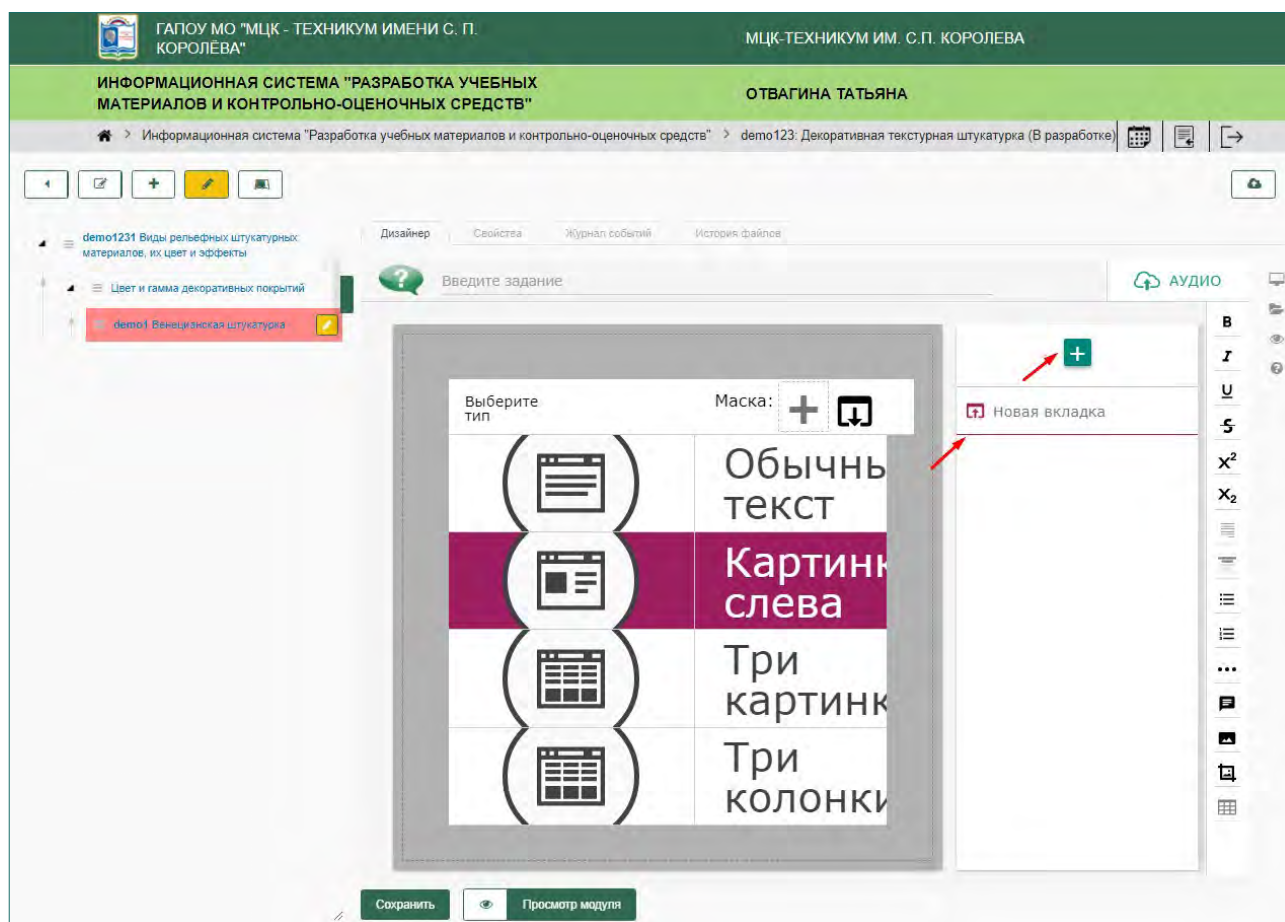 ГАПОУ МО "МЦК - ТЕХНИКУМ ИМЕНИ С. П.
КОРОЛЁВА"
МЦК-ТЕХНИКУМ ИМ. С.П. КОРОЛЕВА
ИНФОРМАЦИОННАЯ СИСТЕМА "РАЗРАБОТКА УЧЕБНЫХ
МАТЕРИАЛОВ И КОНТРОЛЬНО-ОЦЕНОЧНЫХ СРЕДСТВ"
ОТВАГИНА ТАТЬЯНА
> Информационная система "Разработка учебных материалов и контрольно-оценочных средств" > demo123: Декоративная текстурная штукатурка (В разработке)
demo1231 Виды рельефных штукатурных
материалов, их цвет и эффекты
Цвет и гамма декоративных покрытий
demo1 Венецианская штукатурка
Дизайнер Свойства Журнал событий История файлов
Введите задание
АУДИО
Выберите
тип
Маска:
Обычны
текст
Картинк
слева
Три
картинк
Три
колонки
Новая вкладка
B
I
U
S
X²
X₂
Сохранить
Просмотр модуля